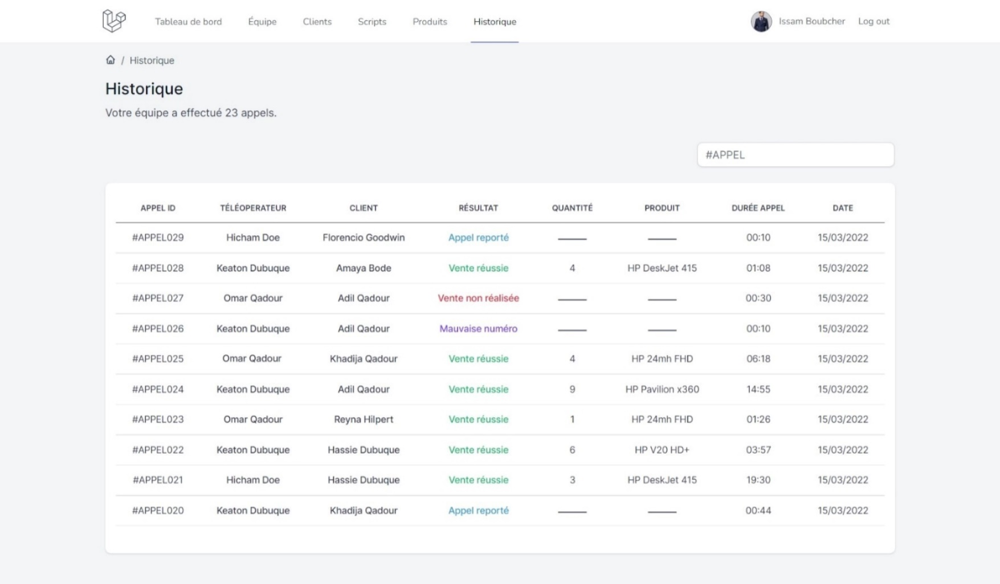 Tableau de bord Équipe Clients Scripts Produits Historique Issam Boubcher Log out
/ Historique
Historique
Votre équipe a effectué 23 appels.
#APPEL
APPEL ID TÉLÉOPERATEUR CLIENT RÉSULTAT QUANTITÉ PRODUIT DURÉE APPEL DATE
#APPEL029 Hicham Doe Florencio Goodwin Appel reporté 00:10 15/03/2022
#APPEL028 Keaton Dubuque Amaya Bode Vente réussie 4 HP DeskJet 415 01:08 15/03/2022
#APPEL027 Omar Qadour Adil Qadour Vente non réalisée 00:30 15/03/2022
#APPEL026 Keaton Dubuque Adil Qadour Mauvaise numéro 00:10 15/03/2022
#APPEL025 Omar Qadour Khadija Qadour Vente réussie 4 HP 24mh FHD 06:18 15/03/2022
#APPEL024 Keaton Dubuque Adil Qadour Vente réussie 9 HP Pavilion x360 14:55 15/03/2022
#APPEL023 Omar Qadour Reyna Hilpert Vente réussie 1 HP 24mh FHD 01:26 15/03/2022
#APPEL022 Keaton Dubuque Hassie Dubuque Vente réussie 6 HP V20 HD+ 03:57 15/03/2022
#APPEL021 Hicham Doe Hassie Dubuque Vente réussie 3 HP DeskJet 415 19:30 15/03/2022
#APPEL020 Keaton Dubuque Khadija Qadour Appel reporté 00:44 15/03/2022